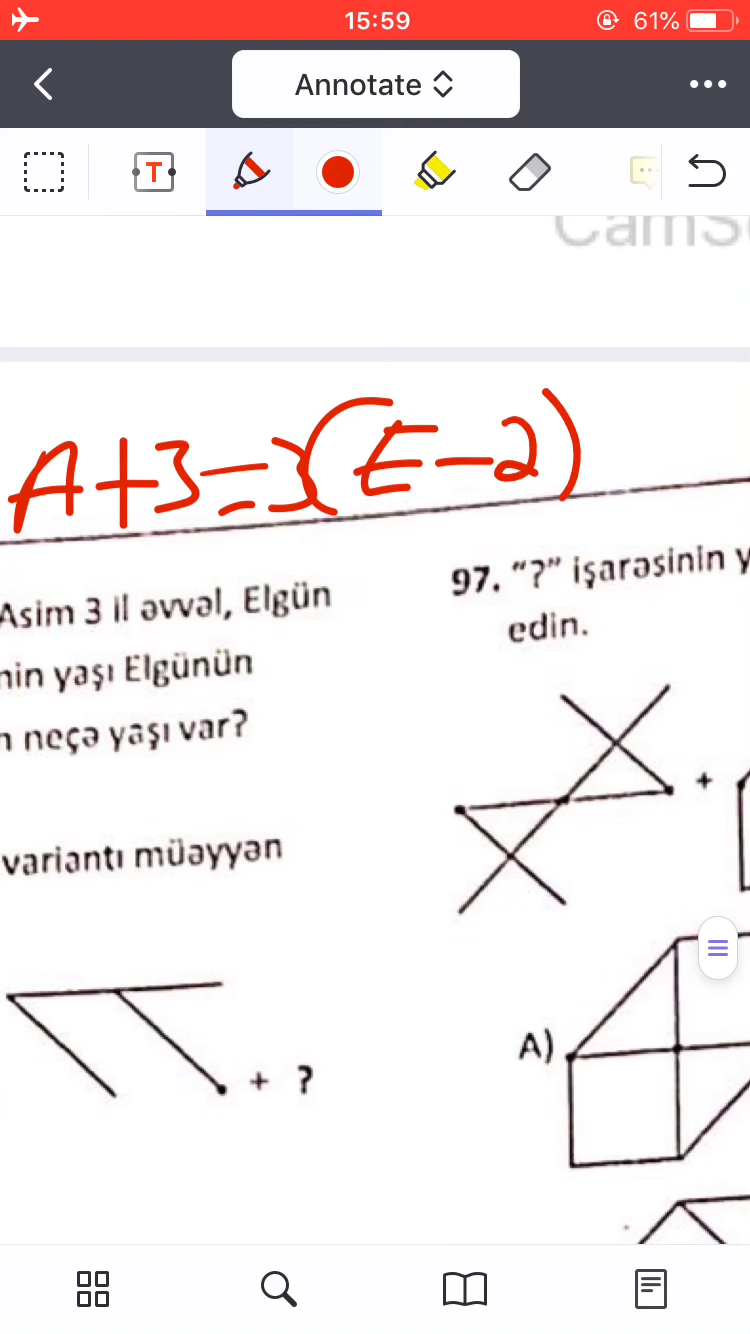 15:59
61%
Annotate
T
CamS
A+3=3(E-2)
Asim 3 il əvvəl, Elgün
nin yaşı Elgünün
n neçə yaşı var?
variantı müəyyən
+ ?
97. "?" işarəsinin y
edin.
+
A)